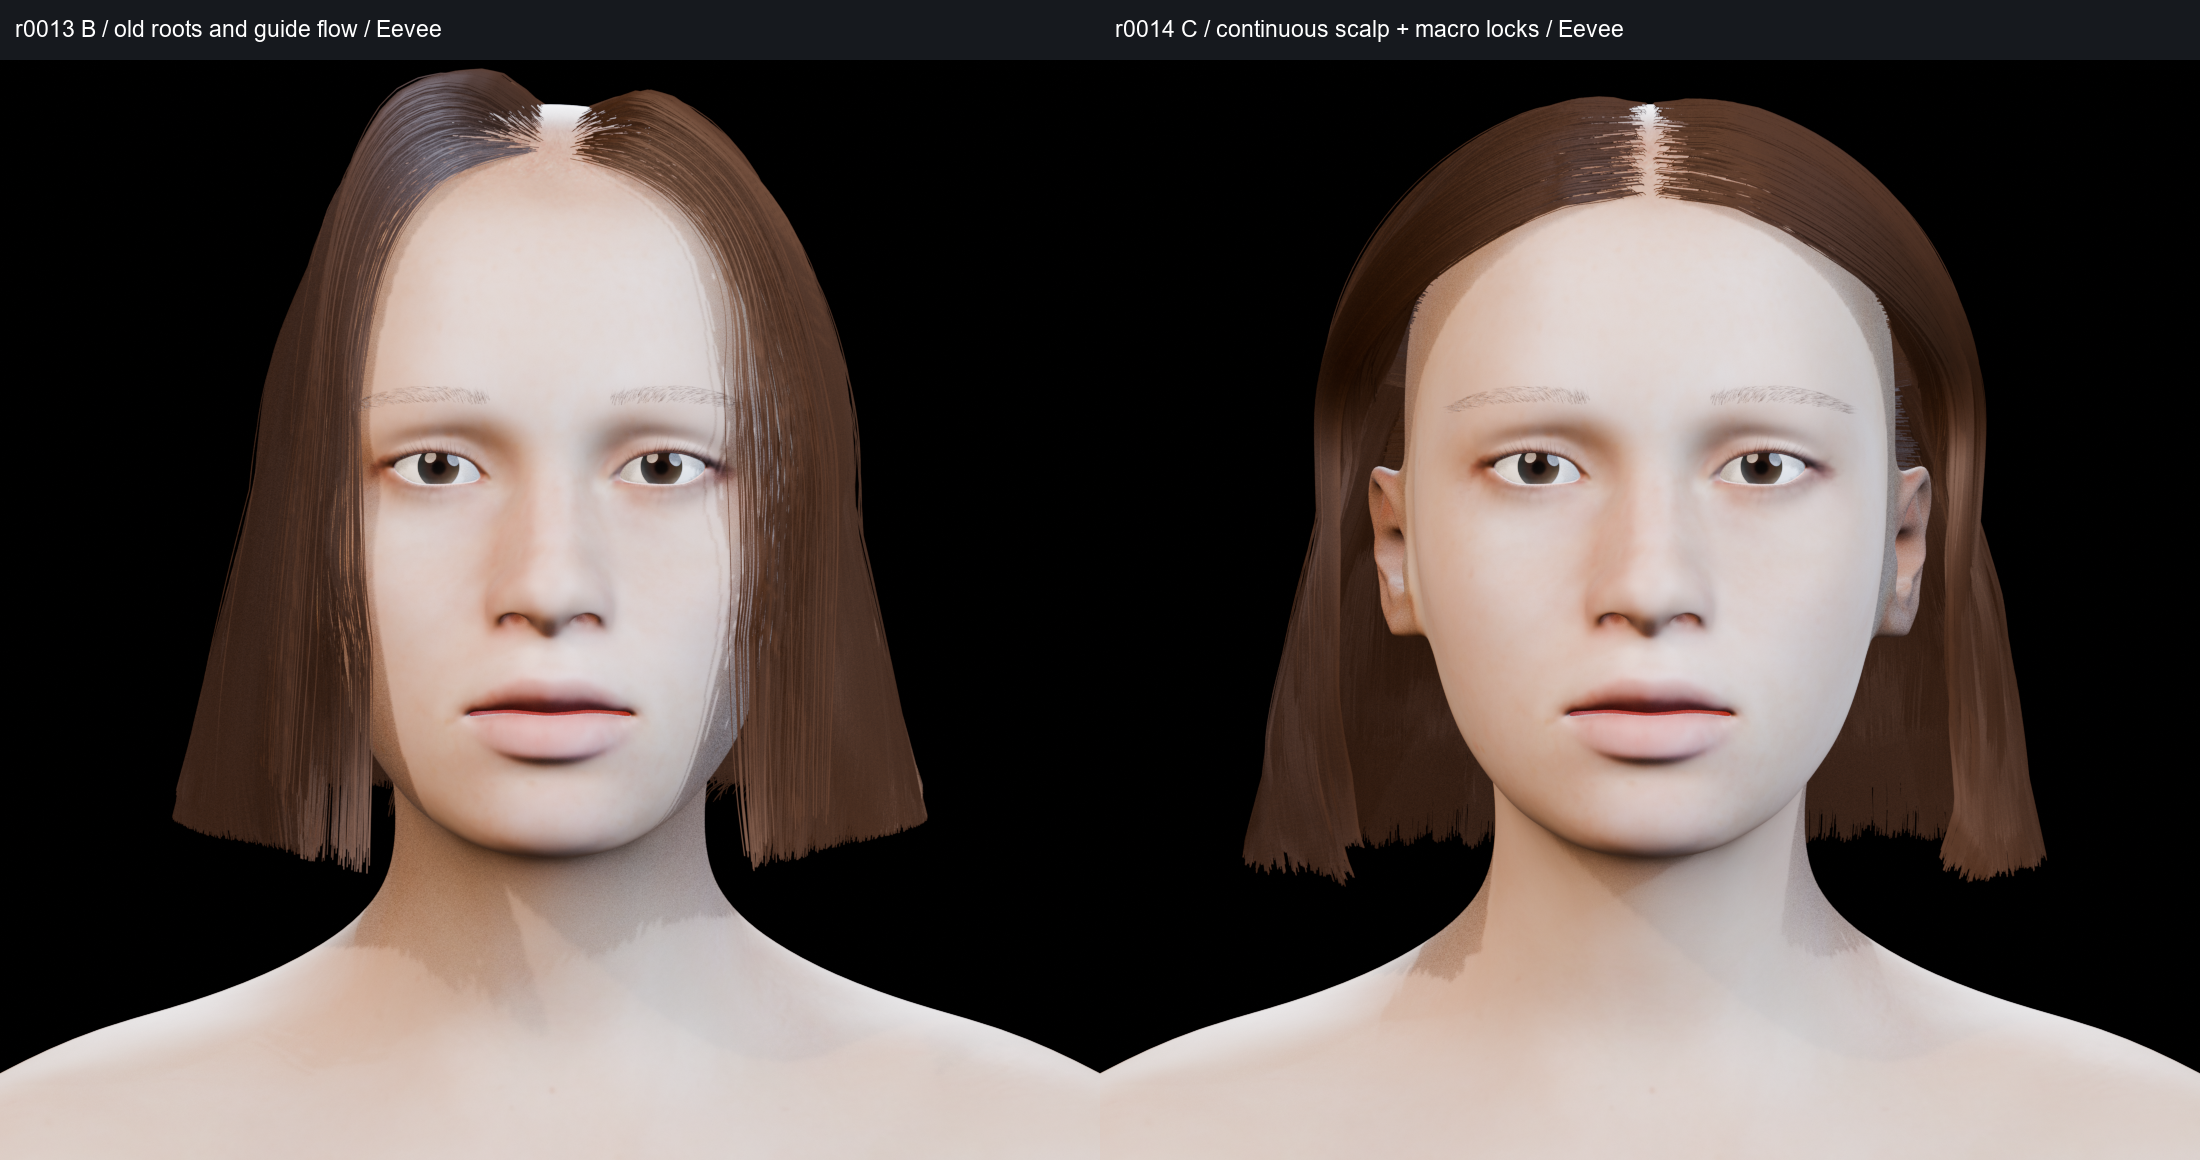 r0013 B / old roots and guide flow / Eevee
r0014 C / continuous scalp + macro locks / Eevee